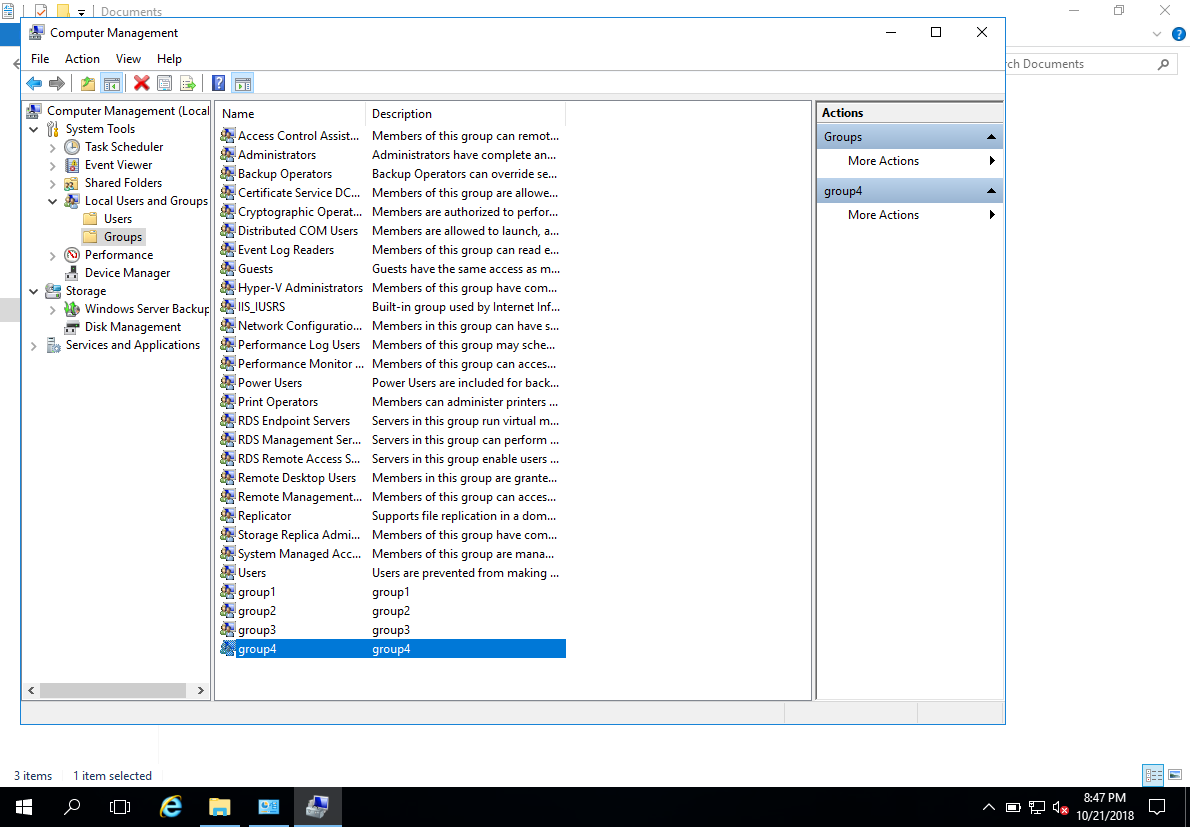 Documents
Computer Management
File Action View Help
ch Documents
Computer Management (Local
System Tools
Task Scheduler
Event Viewer
Shared Folders
Local Users and Groups
Users
Groups
Performance
Device Manager
Storage
Windows Server Backup
Disk Management
Services and Applications
Name Description
Access Control Assist... Members of this group can remot...
Administrators Administrators have complete an...
Backup Operators Backup Operators can override se...
Certificate Service DC... Members of this group are allowe...
Cryptographic Operat... Members are authorized to perfor...
Distributed COM Users Members are allowed to launch, a...
Event Log Readers Members of this group can read e...
Guests Guests have the same access as m...
Hyper-V Administrators Members of this group have com...
IIS_IUSRS Built-in group used by Internet Inf...
Network Configuratio... Members in this group can have s...
Performance Log Users Members of this group may sche...
Performance Monitor ... Members of this group can acces...
Power Users Power Users are included for back...
Print Operators Members can administer printers ...
RDS Endpoint Servers Servers in this group run virtual m...
RDS Management Ser... Servers in this group can perform ...
RDS Remote Access S... Servers in this group enable users ...
Remote Desktop Users Members in this group are grante...
Remote Management... Members of this group can acces...
Replicator Supports file replication in a dom...
Storage Replica Admi... Members of this group have com...
System Managed Acc... Members of this group are mana...
Users Users are prevented from making ...
group1 group1
group2 group2
group3 group3
group4 group4
Actions
Groups
More Actions
group4
More Actions
3 items 1 item selected
8:47 PM
10/21/2018